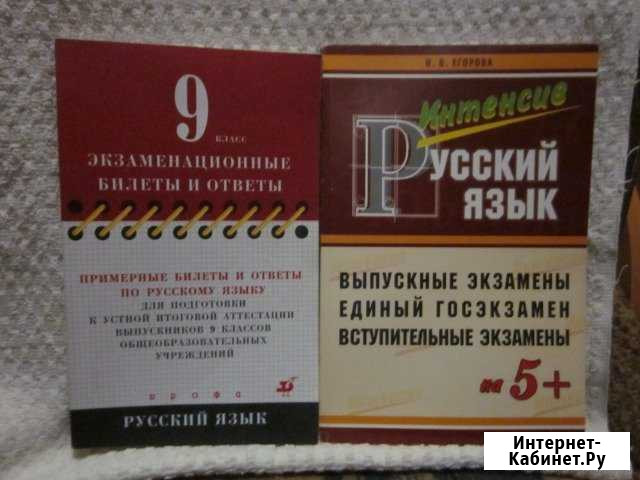 9
КЛАСС
ЭКЗАМЕНАЦИОННЫЕ
БИЛЕТЫ И ОТВЕТЫ
ПРИМЕРНЫЕ БИЛЕТЫ И ОТВЕТЫ
ПО РУССКОМУ ЯЗЫКУ
ДЛЯ ПОДГОТОВКИ
К УСТНОЙ ИТОГОВОЙ АТТЕСТАЦИИ
ВЫПУСКНИКОВ 9 КЛАССОВ
ОБЩЕОБРАЗОВАТЕЛЬНЫХ
УЧРЕЖДЕНИЙ
дрофа
РУССКИЙ ЯЗЫК
Н. В. ЕГОРОВА
Интенсив
РУССКИЙ
ЯЗЫК
ВЫПУСКНЫЕ ЭКЗАМЕНЫ
ЕДИНЫЙ ГОСЭКЗАМЕН
ВСТУПИТЕЛЬНЫЕ ЭКЗАМЕНЫ
на 5+
Интернет-
Кабинет.Ру